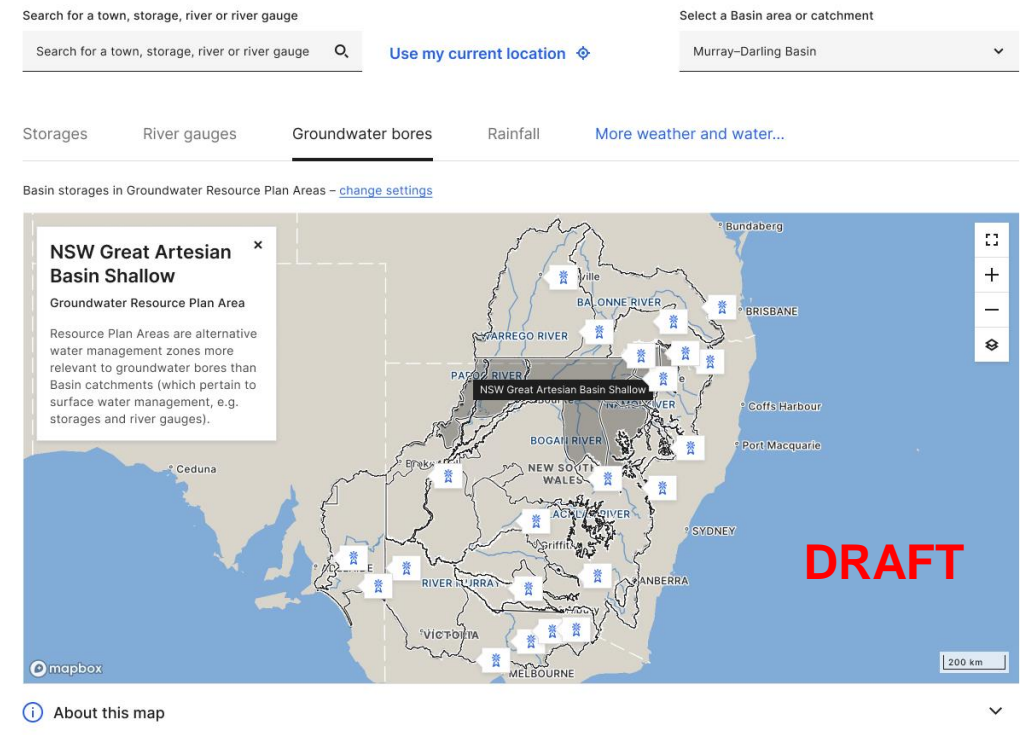 Search for a town, storage, river or river gauge
Select a Basin area or catchment
Search for a town, storage, river or river gauge
Use my current location
Murray–Darling Basin
Storages
River gauges
Groundwater bores
Rainfall
More weather and water...
Basin storages in Groundwater Resource Plan Areas – change settings
NSW Great Artesian
Basin Shallow
×
Groundwater Resource Plan Area
Resource Plan Areas are alternative
water management zones more
relevant to groundwater bores than
Basin catchments (which pertain to
surface water management, e.g.
storages and river gauges).
Bundaberg
ville
BALONNE RIVER
BRISBANE
WARREGO RIVER
RIVER
NSW Great Artesian Basin Shallow
Coffs Harbour
BOGAN RIVER
Port Macquarie
Ceduna
NEW SOUTH
WALES
RIVER
SYDNEY
Griffith
DRAFT
RIVER MURRAY
VICTORIA
MELBOURNE
mapbox
200 km
About this map